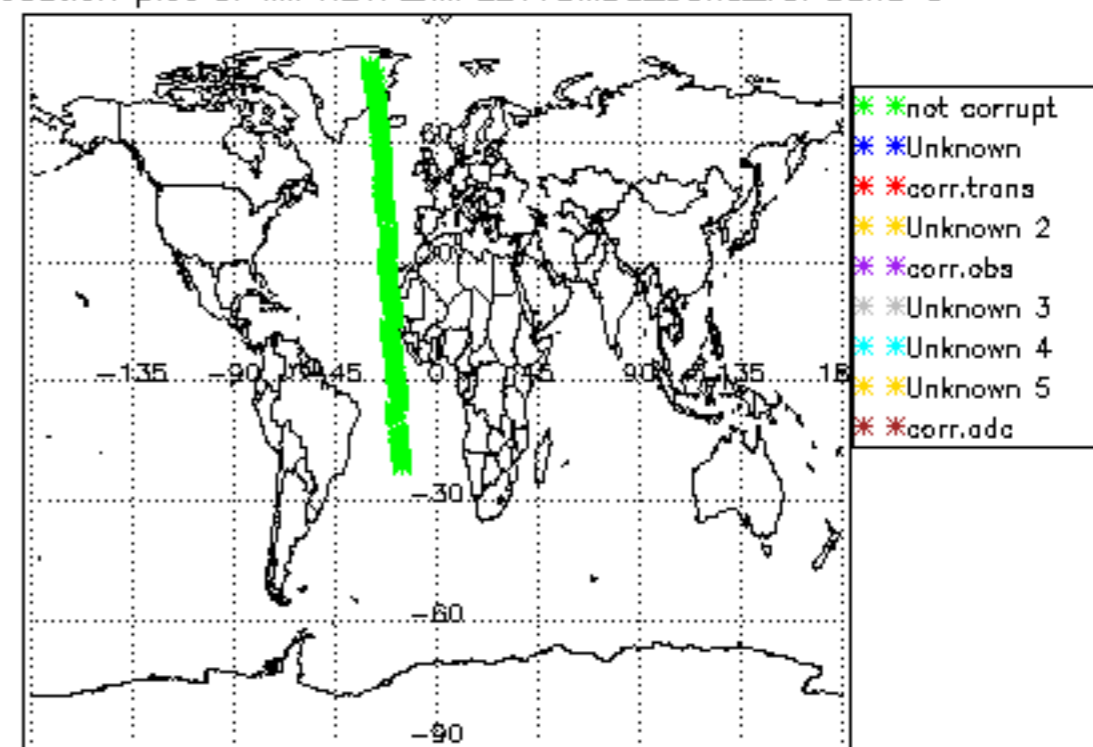 not corrupt
Unknown
corr.trans
Unknown 2
corr.obs
Unknown 3
Unknown 4
Unknown 5
corr.adc
60
-135 -90 45 0 45 90 135
-30
-60
-90